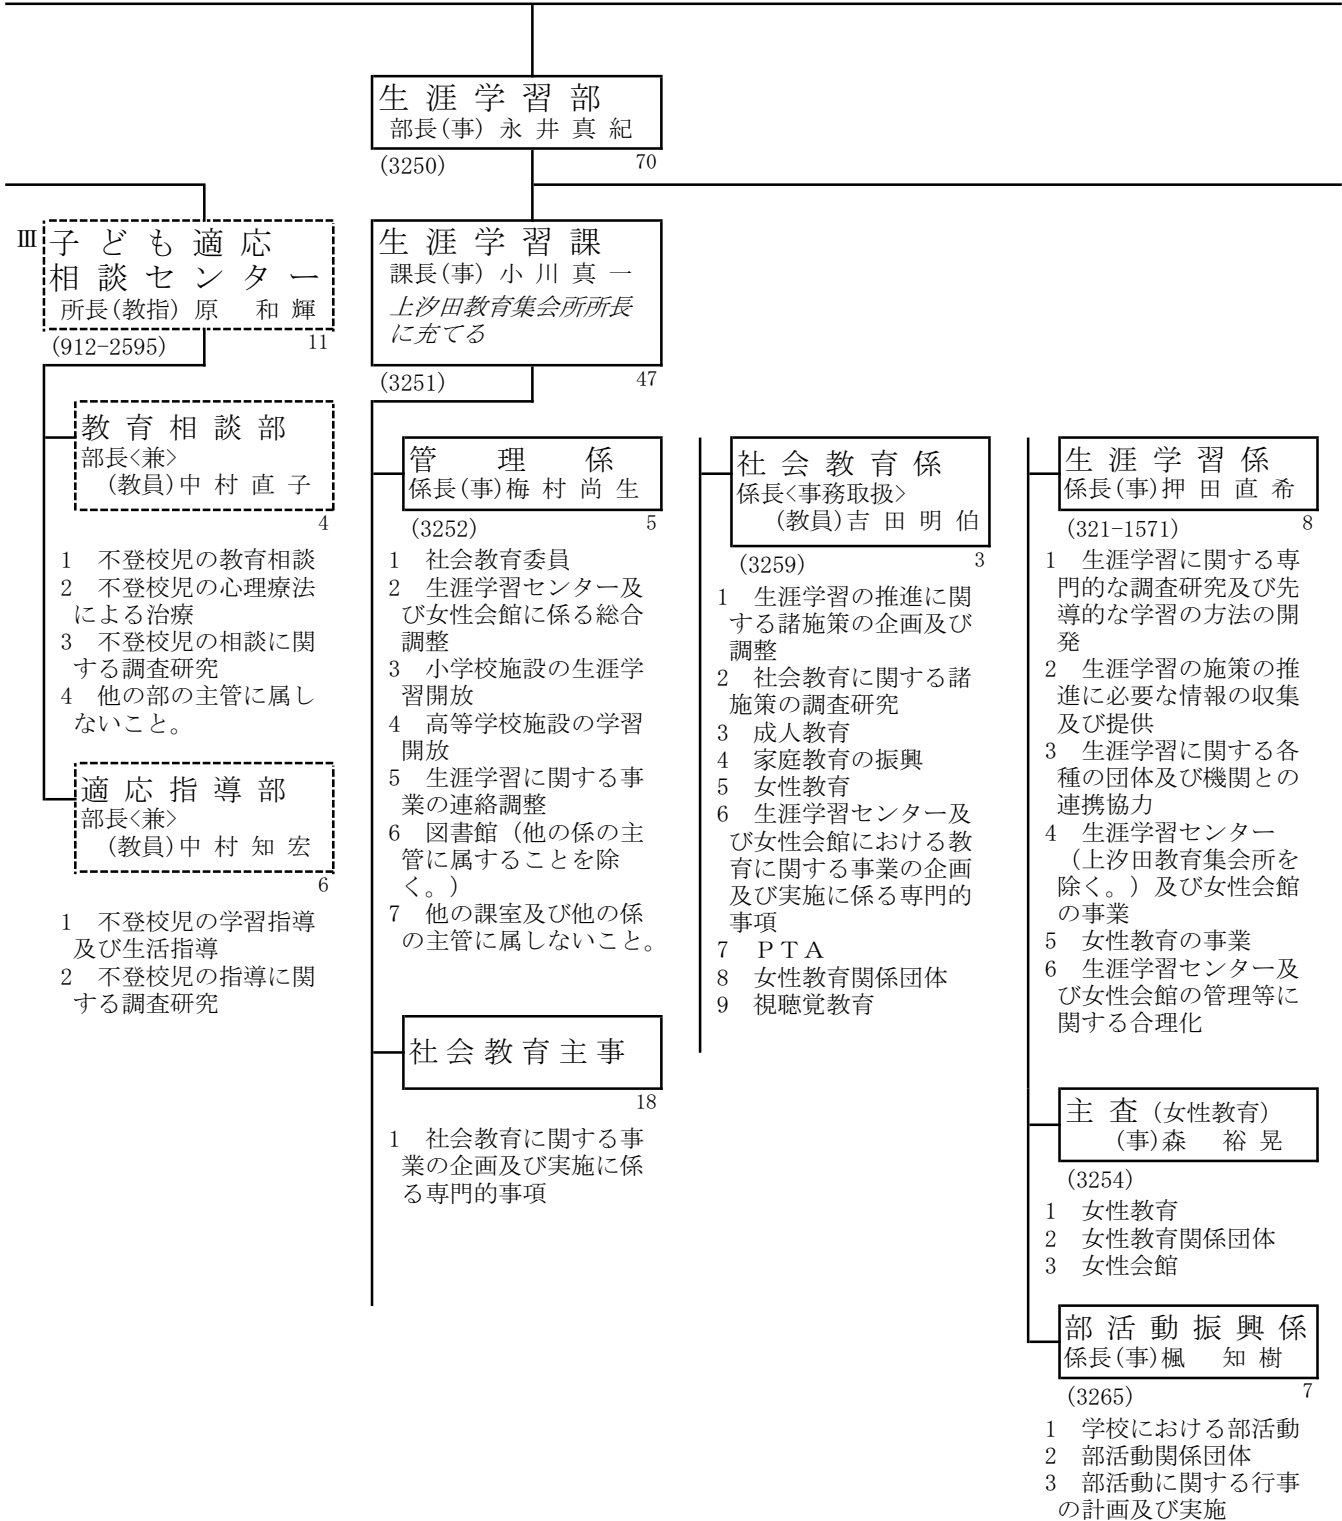 生涯学習部
部長(事) 永井真紀
(3250) 70
Ⅲ 子ども適応
相談センター
所長(教指) 原　和輝
(912-2595) 11
教育相談部
部長<兼>
(教員)中村直子
4
1　不登校児の教育相談
2　不登校児の心理療法
による治療
3　不登校児の相談に関
する調査研究
4　他の部の主管に属し
ないこと。
適応指導部
部長<兼>
(教員)中村知宏
6
1　不登校児の学習指導
及び生活指導
2　不登校児の指導に関
する調査研究
生涯学習課
課長(事) 小川真一
上汐田教育集会所所長
に充てる
(3251) 47
管理係
係長(事)梅村尚生
(3252) 5
1　社会教育委員
2　生涯学習センター及
び女性会館に係る総合
調整
3　小学校施設の生涯学
習開放
4　高等学校施設の学習
開放
5　生涯学習に関する事
業の連絡調整
6　図書館（他の係の主
管に属することを除
く。）
7　他の課室及び他の係
の主管に属しないこと。
社会教育主事
18
1　社会教育に関する事
業の企画及び実施に係
る専門的事項
社会教育係
係長<事務取扱>
(教員)吉田明伯
(3259) 3
1　生涯学習の推進に関
する諸施策の企画及び
調整
2　社会教育に関する諸
施策の調査研究
3　成人教育
4　家庭教育の振興
5　女性教育
6　生涯学習センター及
び女性会館における教
育に関する事業の企画
及び実施に係る専門的
事項
7　ＰＴＡ
8　女性教育関係団体
9　視聴覚教育
生涯学習係
係長(事)押田直希
(321-1571) 8
1　生涯学習に関する専
門的な調査研究及び先
導的な学習の方法の開
発
2　生涯学習の施策の推
進に必要な情報の収集
及び提供
3　生涯学習に関する各
種の団体及び機関との
連携協力
4　生涯学習センター
（上汐田教育集会所を
除く。）及び女性会館
の事業
5　女性教育の事業
6　生涯学習センター及
び女性会館の管理等に
関する合理化
主査(女性教育)
(事)森　裕晃
(3254)
1　女性教育
2　女性教育関係団体
3　女性会館
部活動振興係
係長(事)楓　知樹
(3265) 7
1　学校における部活動
2　部活動関係団体
3　部活動に関する行事
の計画及び実施